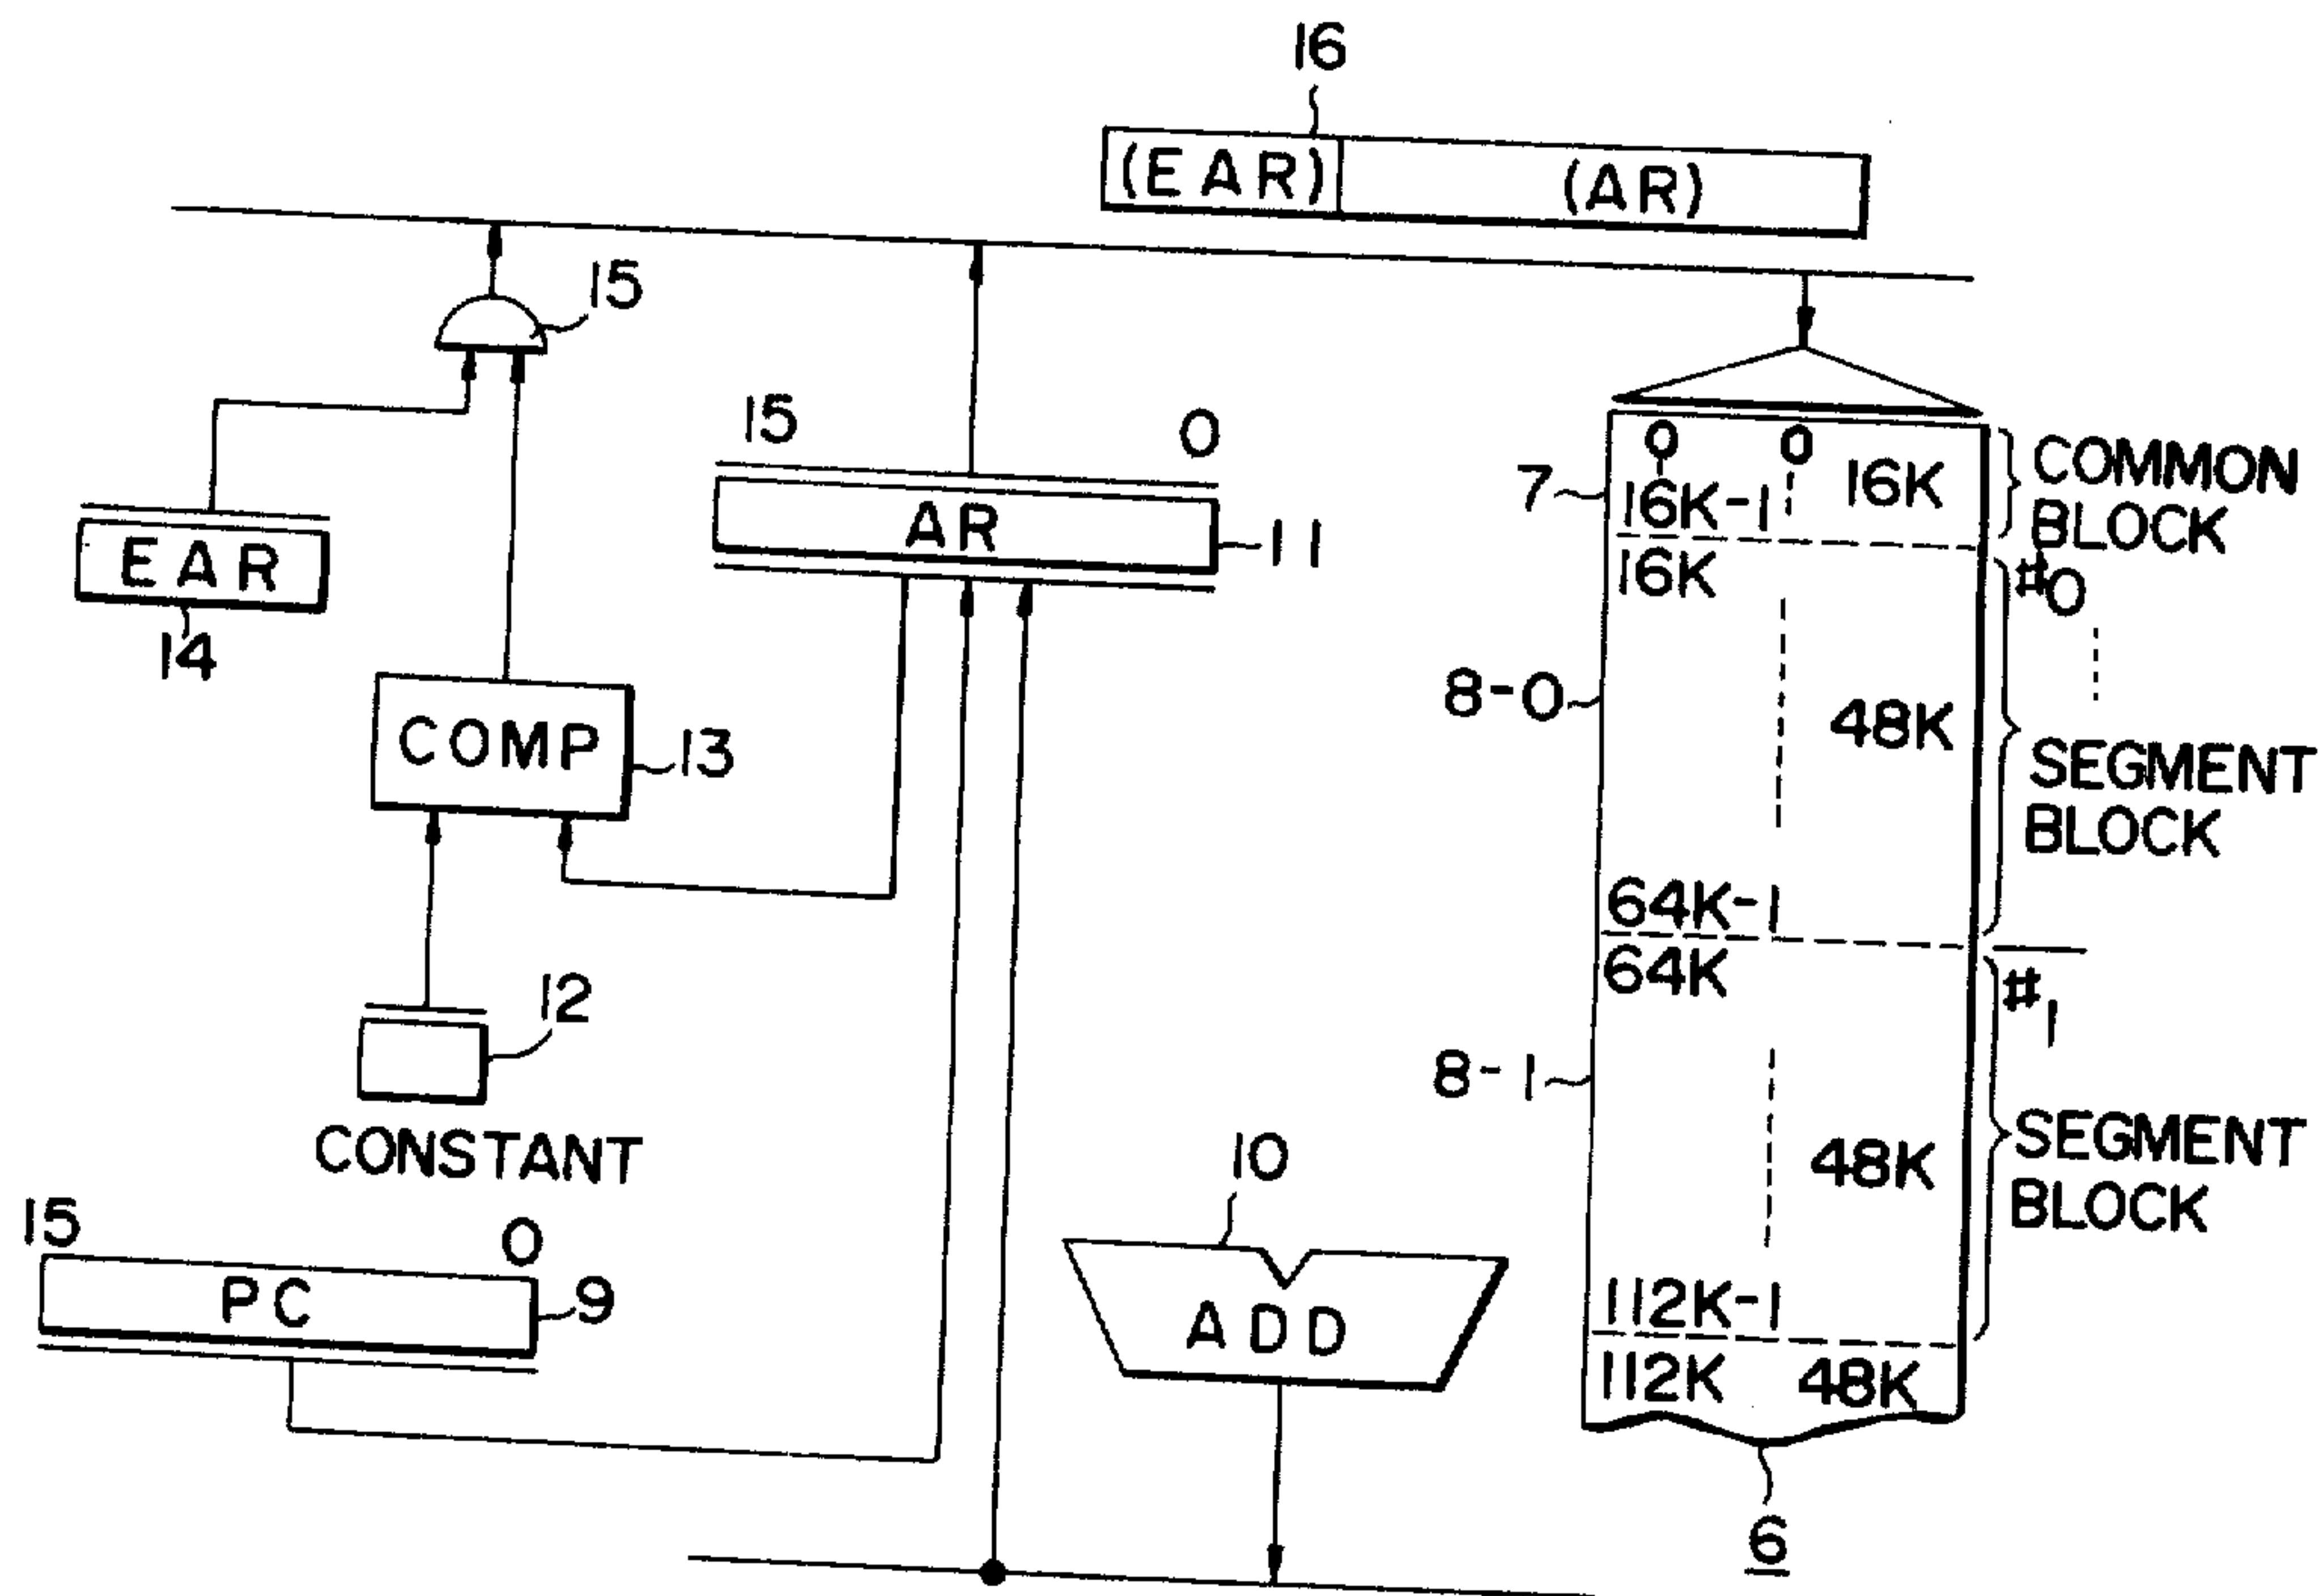 16
(EAR) (AR)
15
15 0
AR
11
EAR
14
COMP
13
12
CONSTANT
15 0
PC
9
10
ADD
7
0 0
16K-1 16K
COMMON
BLOCK
16K
#0
8-0
48K
SEGMENT
BLOCK
64K-1
64K
#1
8-1
48K
SEGMENT
BLOCK
112K-1
112K 48K
6